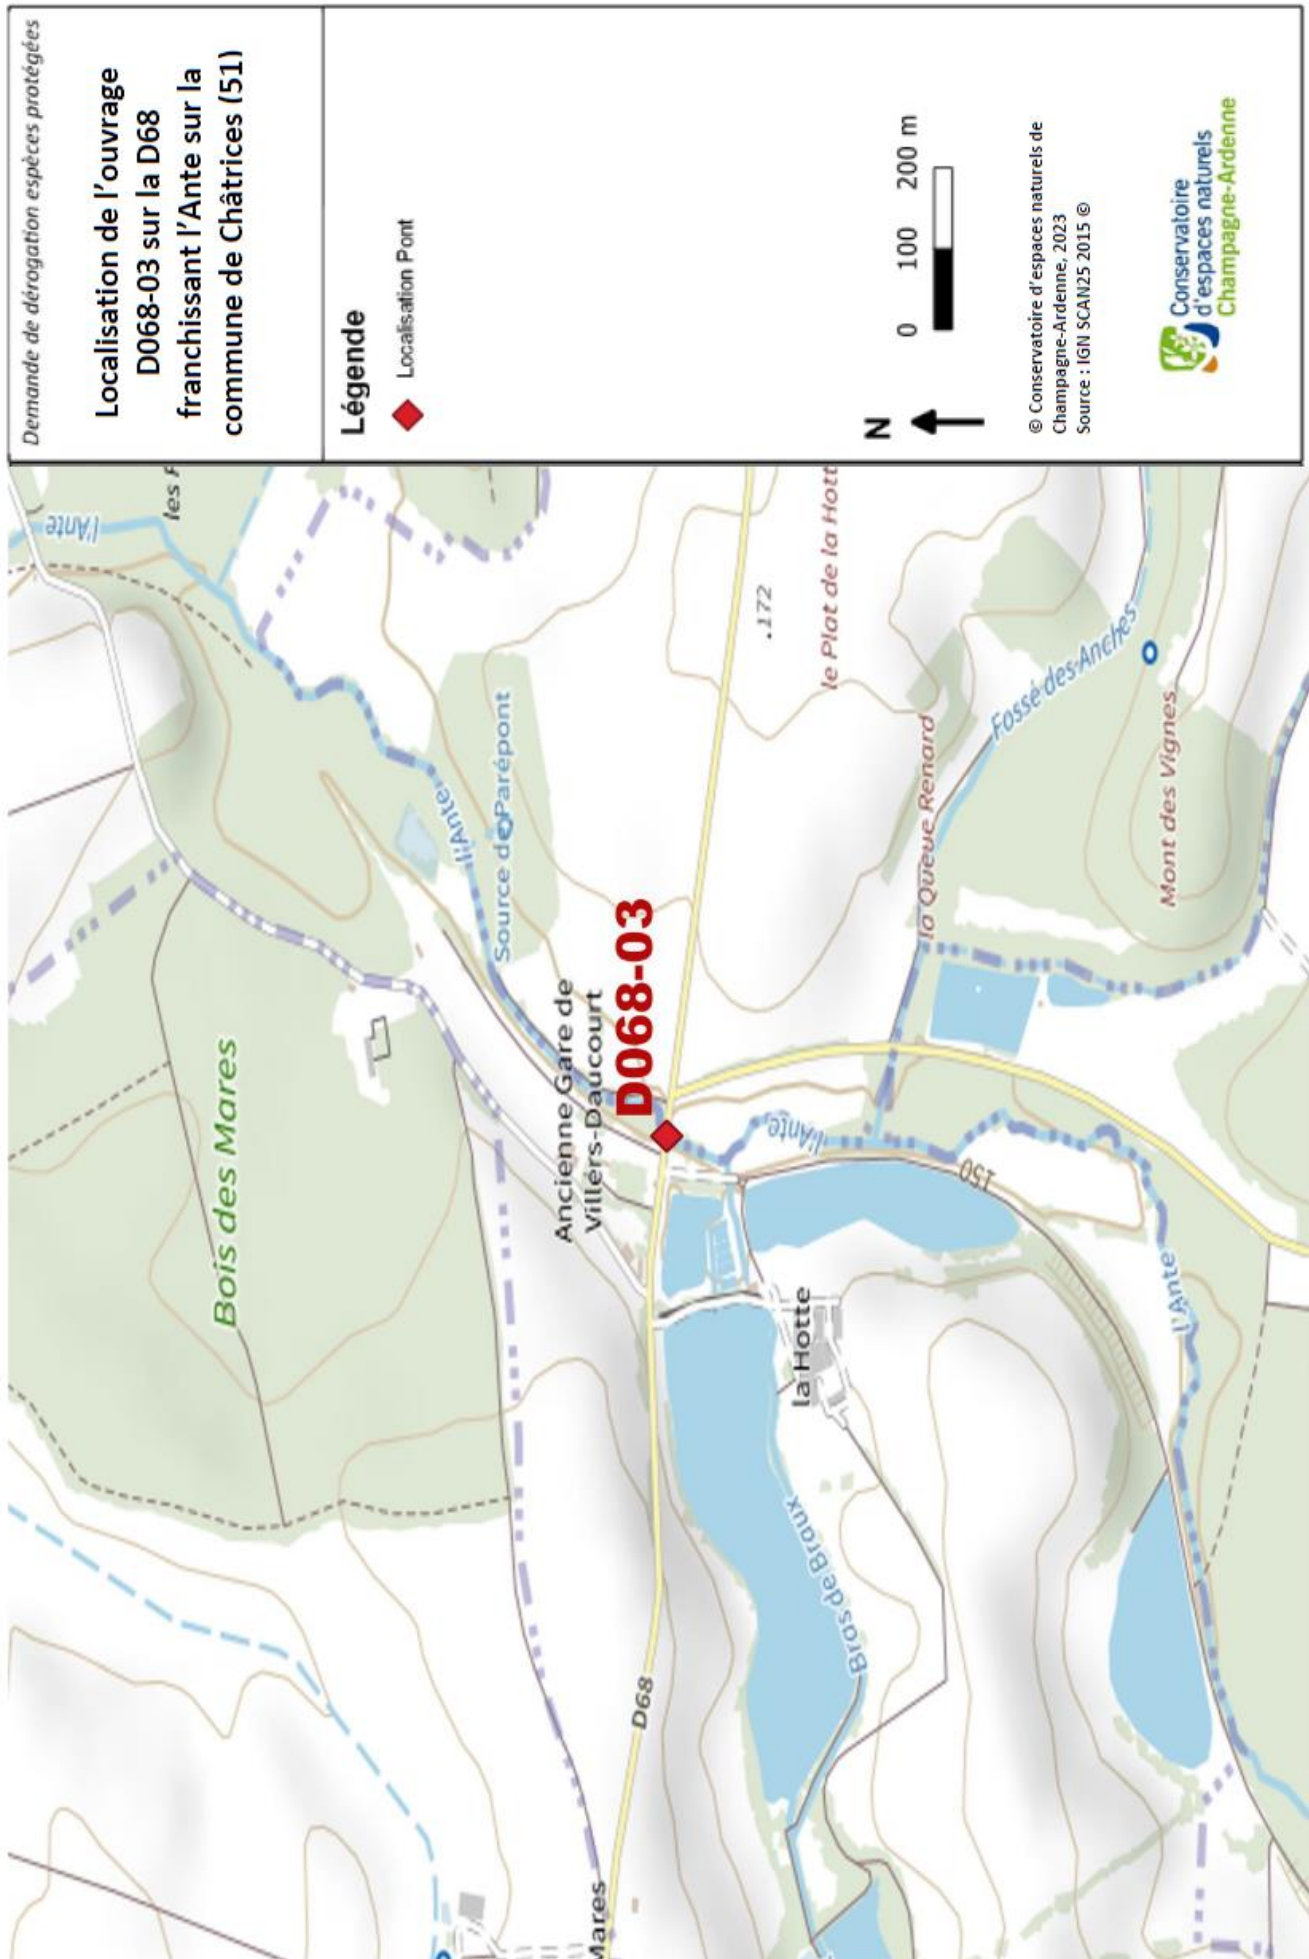 Demande de dérogation espèces protégées
Localisation de l'ouvrage
D068-03 sur la D68
franchissant l'Ante sur la
commune de Châtrices (51)
Légende
Localisation Pont
N
0 100 200 m
© Conservatoire d'espaces naturels de
Champagne-Ardenne, 2023
Source : IGN SCAN25 2015 ©
Conservatoire
d'espaces naturels
Champagne-Ardenne
l'Ante
les
Bois des Mares
l'Ante
Source de Parépont
Ancienne Gare de
Villers-Daucourt
D068-03
.172
le Plat de la Hott
l'Ante
la Queue Renard
Fossé des Anches
Mont des Vignes
150
la Hotte
l'Ante
Bras de Braux
D68
Mares